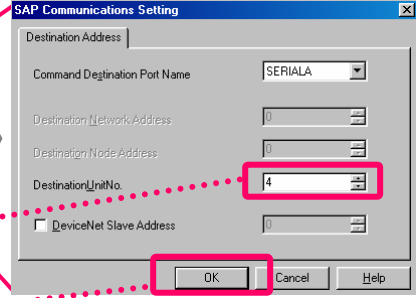 SAP Communications Setting
Destination Address
Command Destination Port Name SERIALA
Destination Network Address 0
Destination Node Address 0
DestinationUnitNo. 4
DeviceNet Slave Address 0
OK Cancel Help